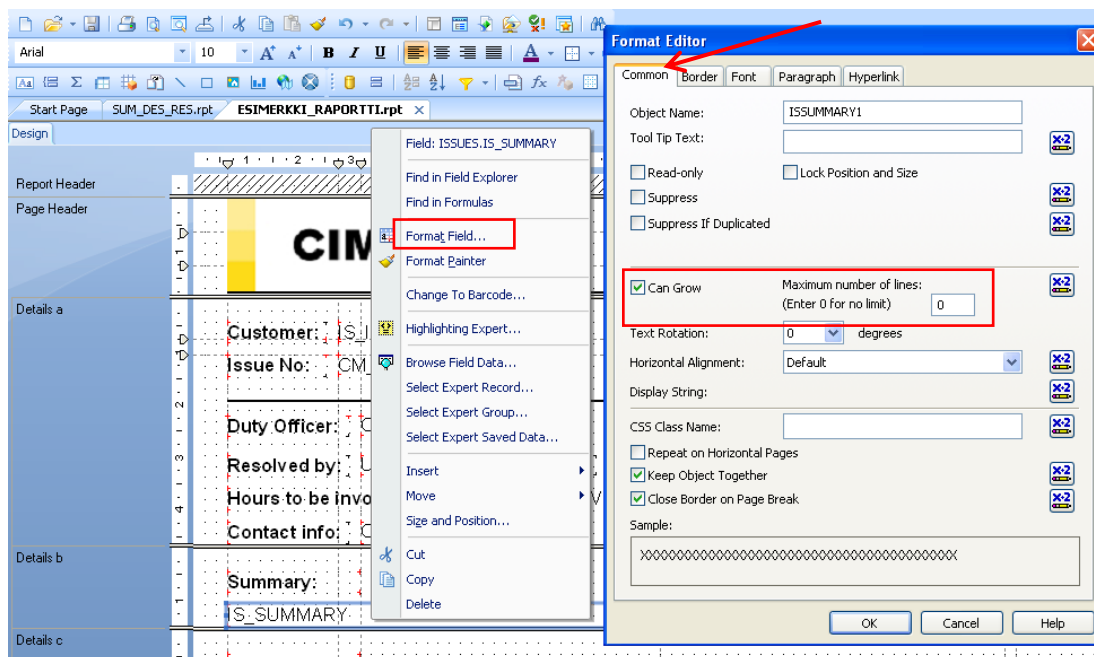 Arial
10
B I U
A
Start Page
SUM_DES_RES.rpt
ESIMERKKI_RAPORTTI.rpt
Design
1 2 3
Report Header
Page Header
CIM
Details a
Customer:
Issue No:
CM_
Duty Officer:
Resolved by:
Hours to be invo
Contact info:
Details b
Summary:
IS_SUMMARY
Details c
Field: ISSUES.IS_SUMMARY
Find in Field Explorer
Find in Formulas
Format Field...
Format Painter
Change To Barcode...
Highlighting Expert...
Browse Field Data...
Select Expert Record...
Select Expert Group...
Select Expert Saved Data...
Insert
Move
Size and Position...
Cut
Copy
Delete
Format Editor
Common Border Font Paragraph Hyperlink
Object Name: ISSUMMARY1
Tool Tip Text:
Read-only Lock Position and Size
Suppress
Suppress If Duplicated
Can Grow Maximum number of lines:
(Enter 0 for no limit) 0
Text Rotation: 0 degrees
Horizontal Alignment: Default
Display String:
CSS Class Name:
Repeat on Horizontal Pages
Keep Object Together
Close Border on Page Break
Sample:
XXXXXXXXXXXXXXXXXXXXXXXXXXXXXXXXXXXXXXXX
OK Cancel Help